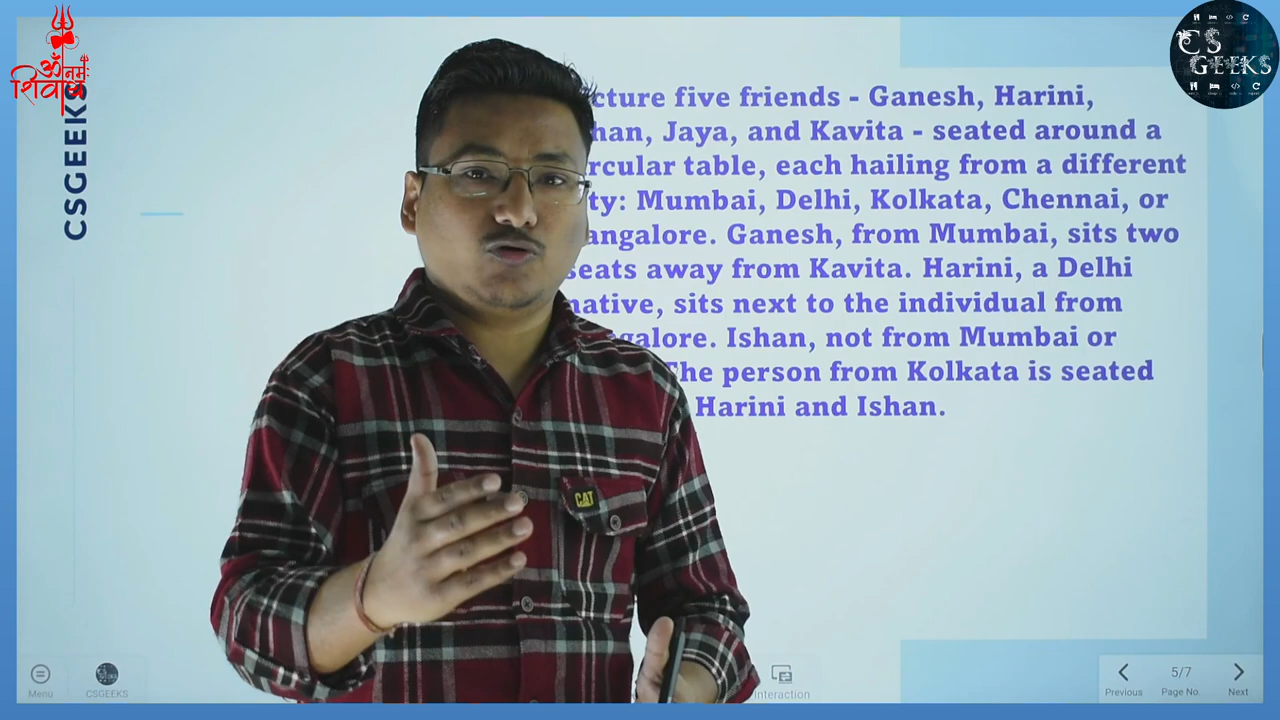 ॐ नमः
शिवाय
CS
GEEKS
CSGEEKS
cture five friends - Ganesh, Harini,
han, Jaya, and Kavita - seated around a
rcular table, each hailing from a different
ty: Mumbai, Delhi, Kolkata, Chennai, or
angalore. Ganesh, from Mumbai, sits two
seats away from Kavita. Harini, a Delhi
native, sits next to the individual from
galore. Ishan, not from Mumbai or
The person from Kolkata is seated
Harini and Ishan.
CAT
Menu
CSGEEKS
Interaction
Previous
5/7
Page No.
Next